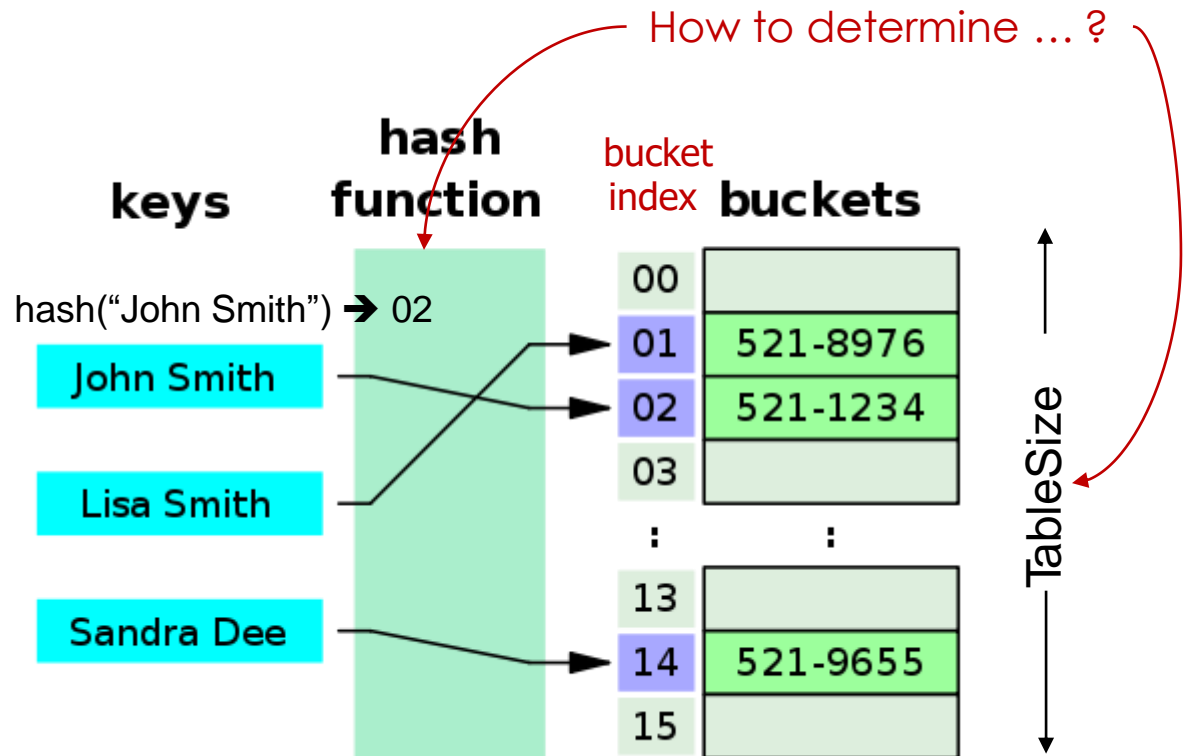 How to determine … ?
hash
function
keys
bucket
index
buckets
hash(“John Smith”) ➔ 02
John Smith
Lisa Smith
Sandra Dee
00
01
521-8976
02
521-1234
03
:
:
13
14
521-9655
15
TableSize